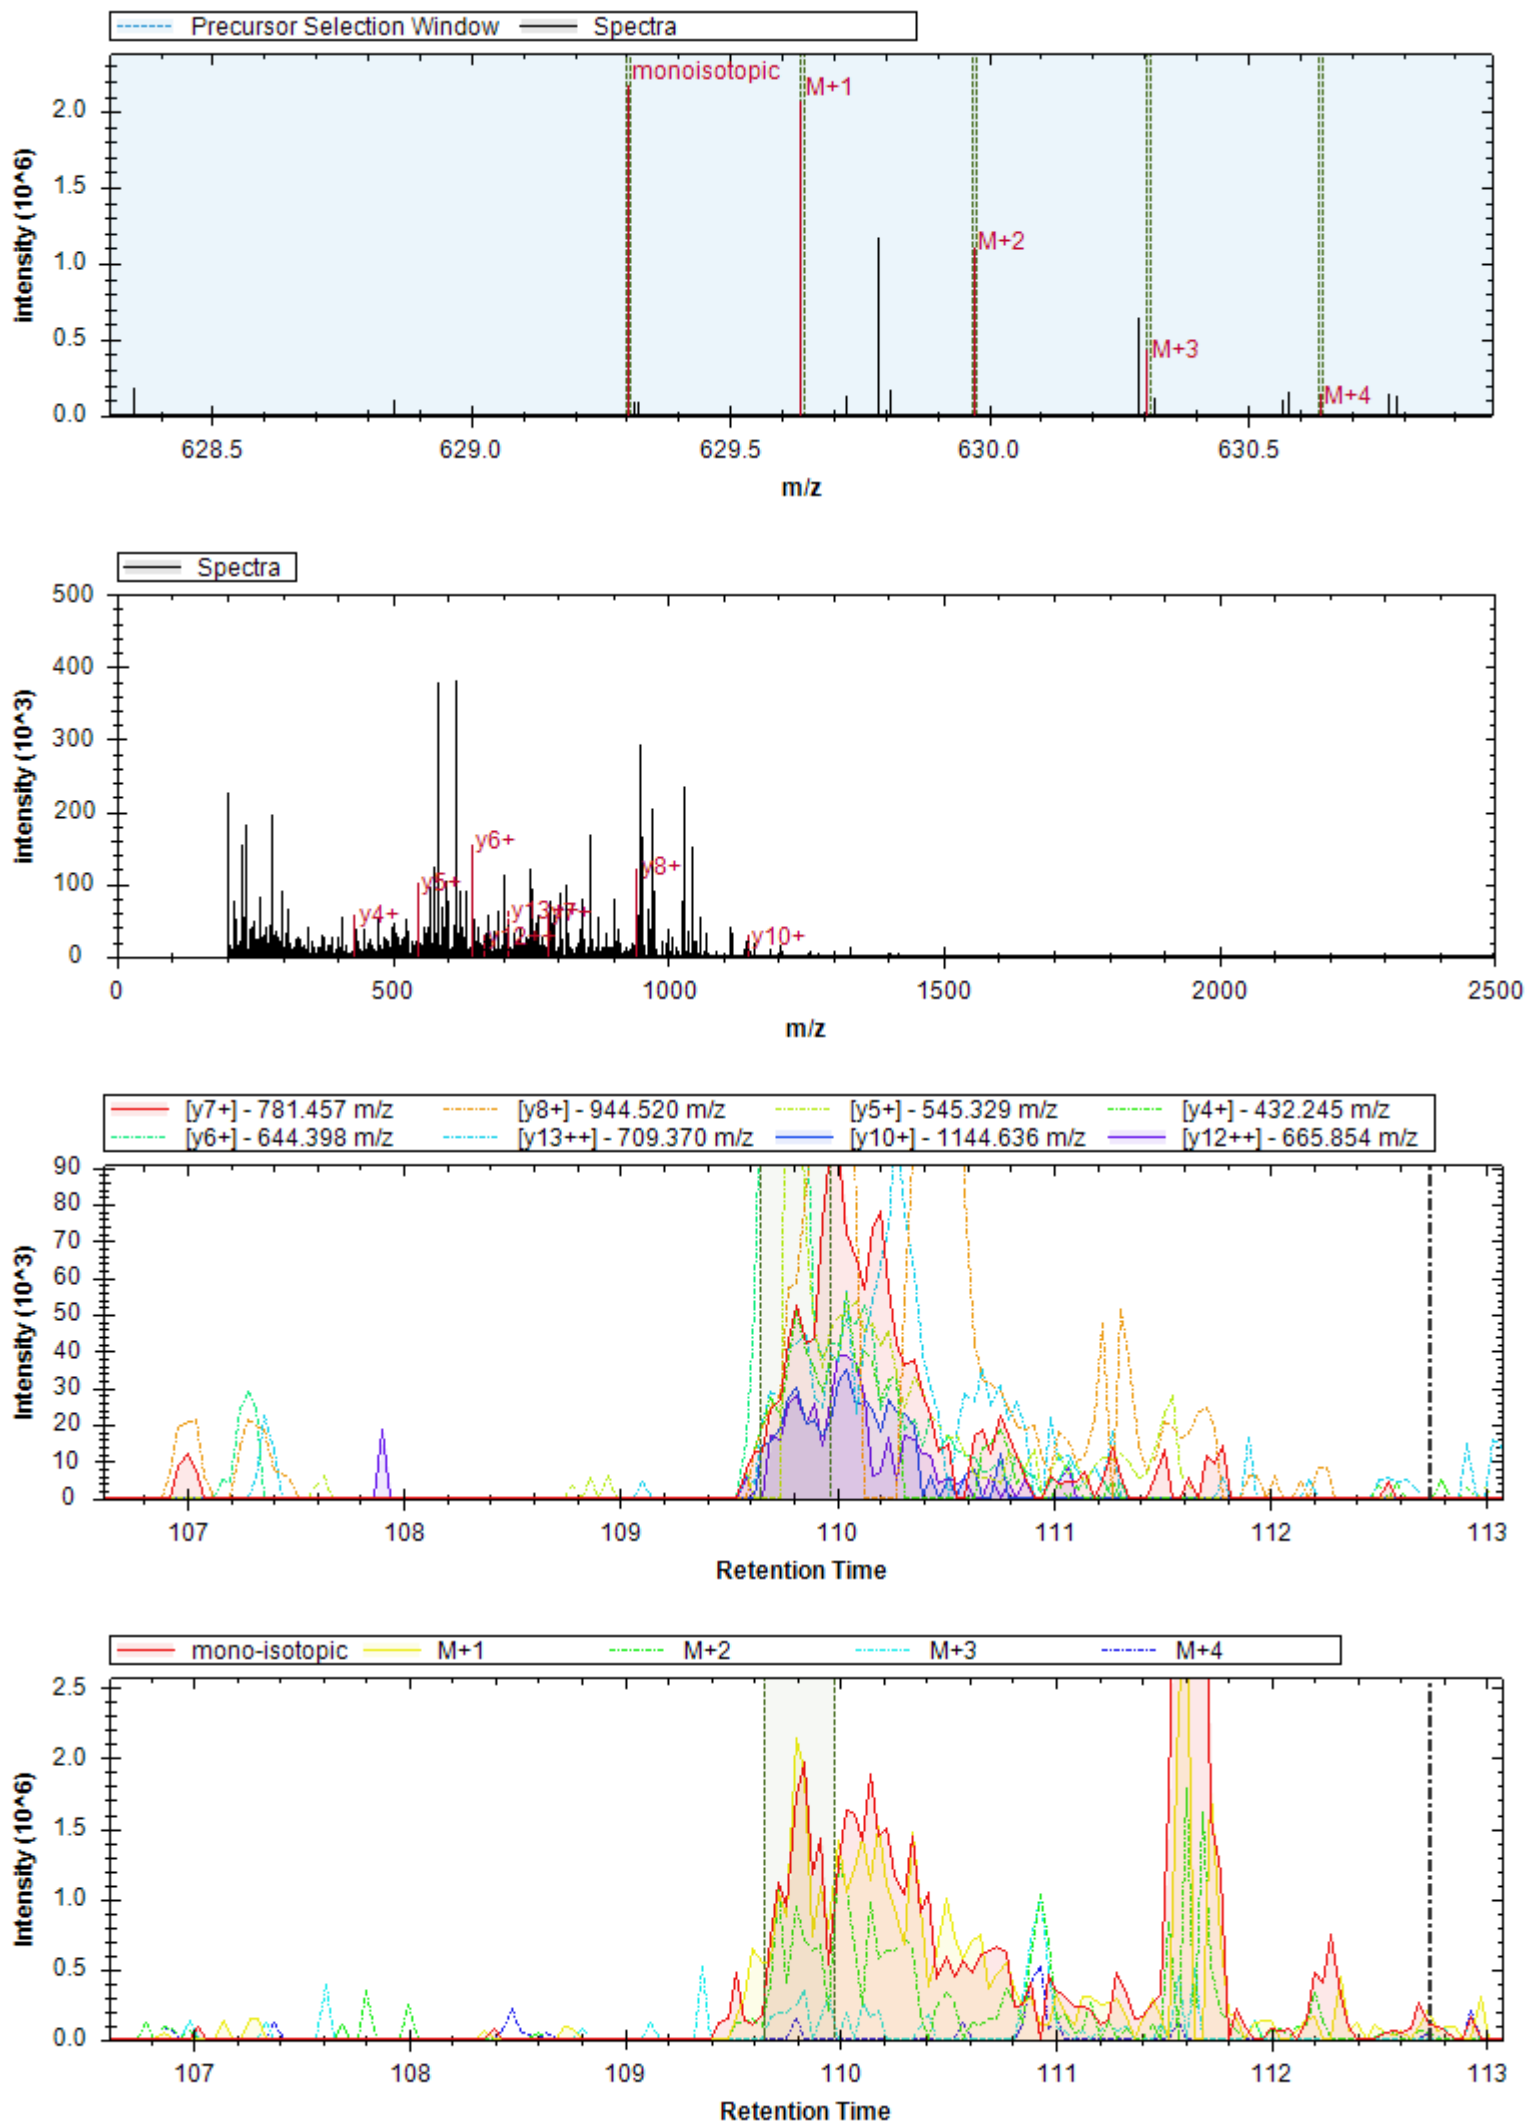 Precursor Selection Window Spectra
intensity (10^6)
2.0
1.5
1.0
0.5
0.0
monoisotopic
M+1
M+2
M+3
M+4
628.5 629.0 629.5 630.0 630.5
m/z
Spectra
intensity (10^3)
500
400
300
200
100
0
y4+
y5+
y6+
y8+
y10+
0 500 1000 1500 2000 2500
m/z
[y7+] - 781.457 m/z [y8+] - 944.520 m/z [y5+] - 545.329 m/z [y4+] - 432.245 m/z
[y6+] - 644.398 m/z [y13++] - 709.370 m/z [y10+] - 1144.636 m/z [y12++] - 665.854 m/z
Intensity (10^3)
90
80
70
60
50
40
30
20
10
0
107 108 109 110 111 112 113
Retention Time
mono-isotopic M+1 M+2 M+3 M+4
Intensity (10^6)
2.5
2.0
1.5
1.0
0.5
0.0
107 108 109 110 111 112 113
Retention Time